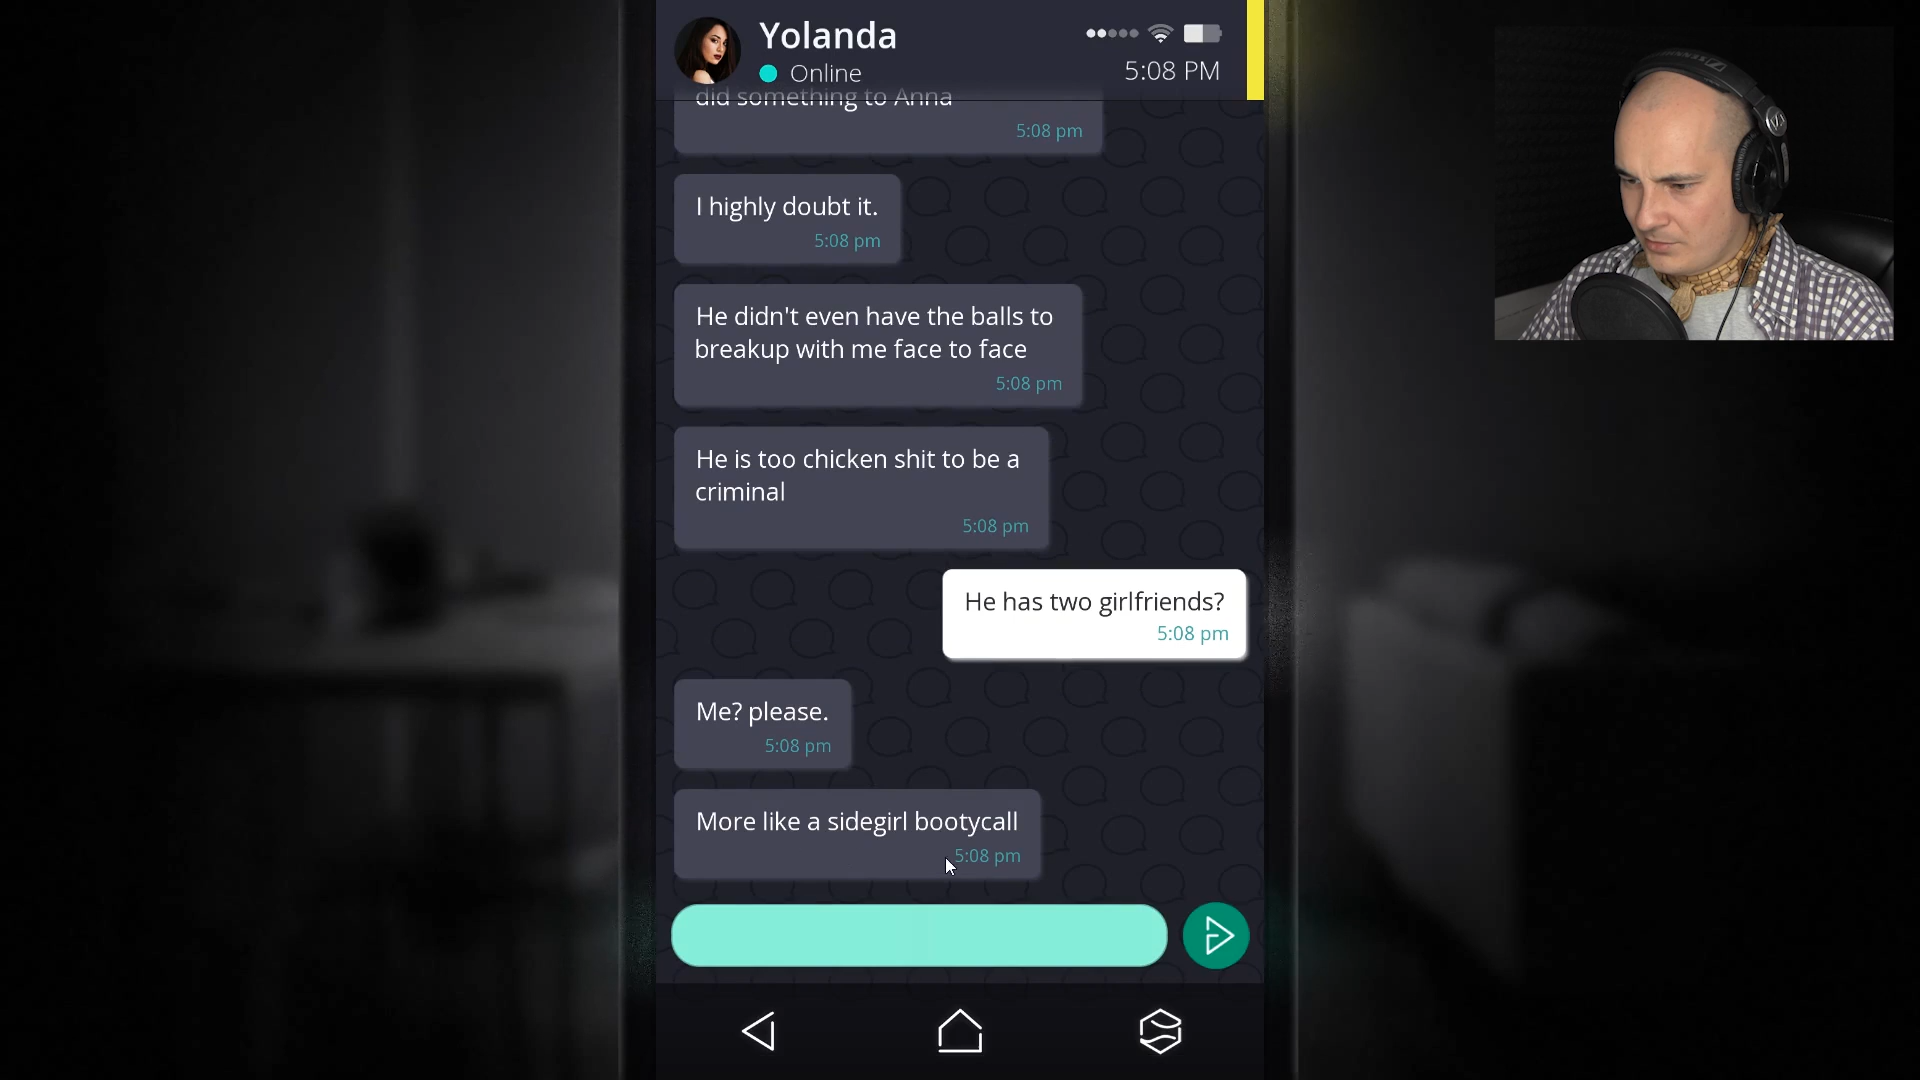 Yolanda
Online
5:08 PM
did something to Anna
5:08 pm
I highly doubt it.
5:08 pm
He didn't even have the balls to
breakup with me face to face
5:08 pm
He is too chicken shit to be a
criminal
5:08 pm
He has two girlfriends?
5:08 pm
Me? please.
5:08 pm
More like a sidegirl bootycall
5:08 pm